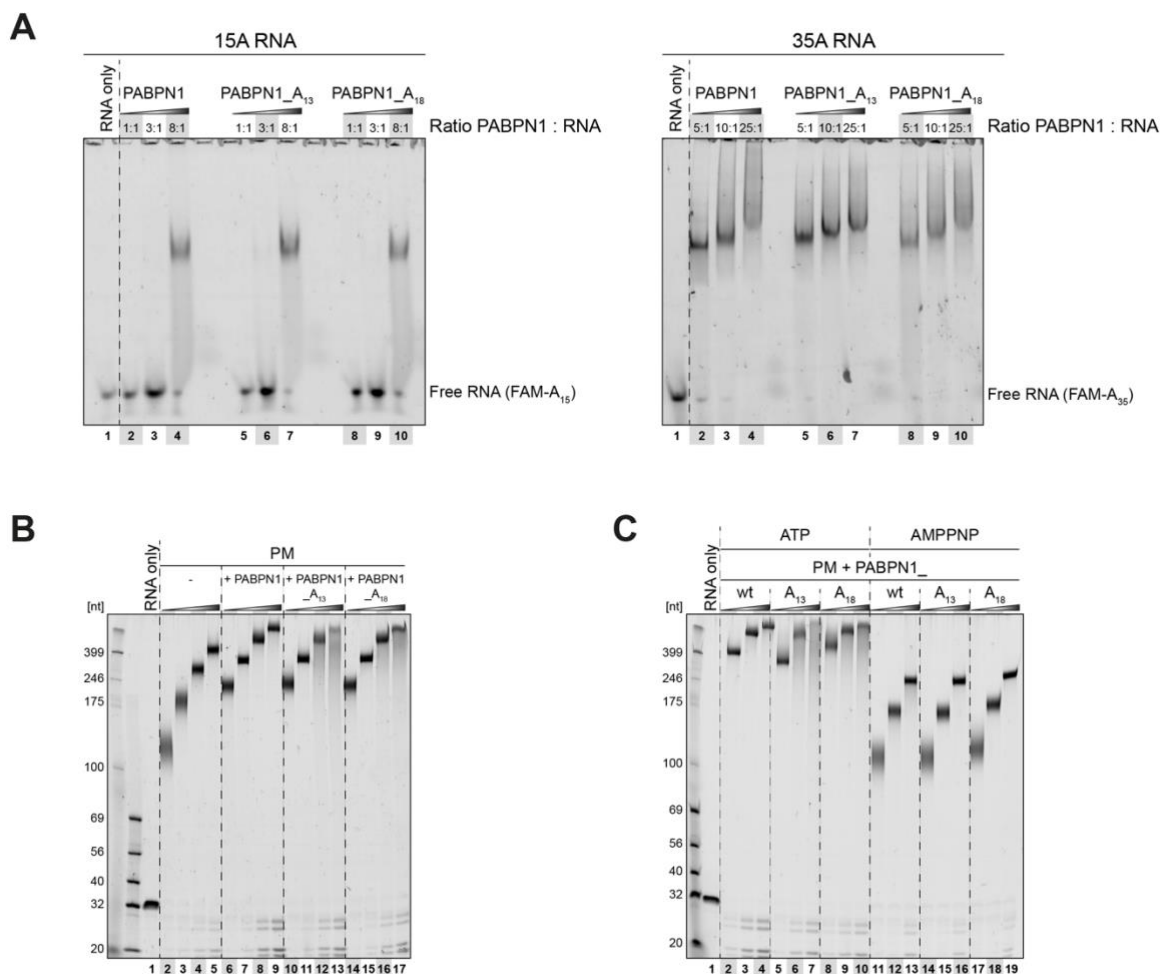 A
15A RNA
RNA only
PABPN1
PABPN1_A13
PABPN1_A18
1:1 3:1 8:1 1:1 3:1 8:1 1:1 3:1 8:1
Ratio PABPN1 : RNA
Free RNA (FAM-A15)
1 2 3 4 5 6 7 8 9 10
35A RNA
RNA only
PABPN1
PABPN1_A13
PABPN1_A18
5:1 10:1 25:1 5:1 10:1 25:1 5:1 10:1 25:1
Ratio PABPN1 : RNA
Free RNA (FAM-A35)
1 2 3 4 5 6 7 8 9 10
B
RNA only
PM
- + PABPN1 + PABPN1 + PABPN1
_A13 _A18
[nt]
399
246
175
100
69
56
40
32
20
1 2 3 4 5 6 7 8 9 10 11 12 13 14 15 16 17
C
RNA only
ATP AMPPNP
PM + PABPN1_
wt A13 A18 wt A13 A18
[nt]
399
246
175
100
69
56
40
32
20
1 2 3 4 5 6 7 8 9 10 11 12 13 14 15 16 17 18 19